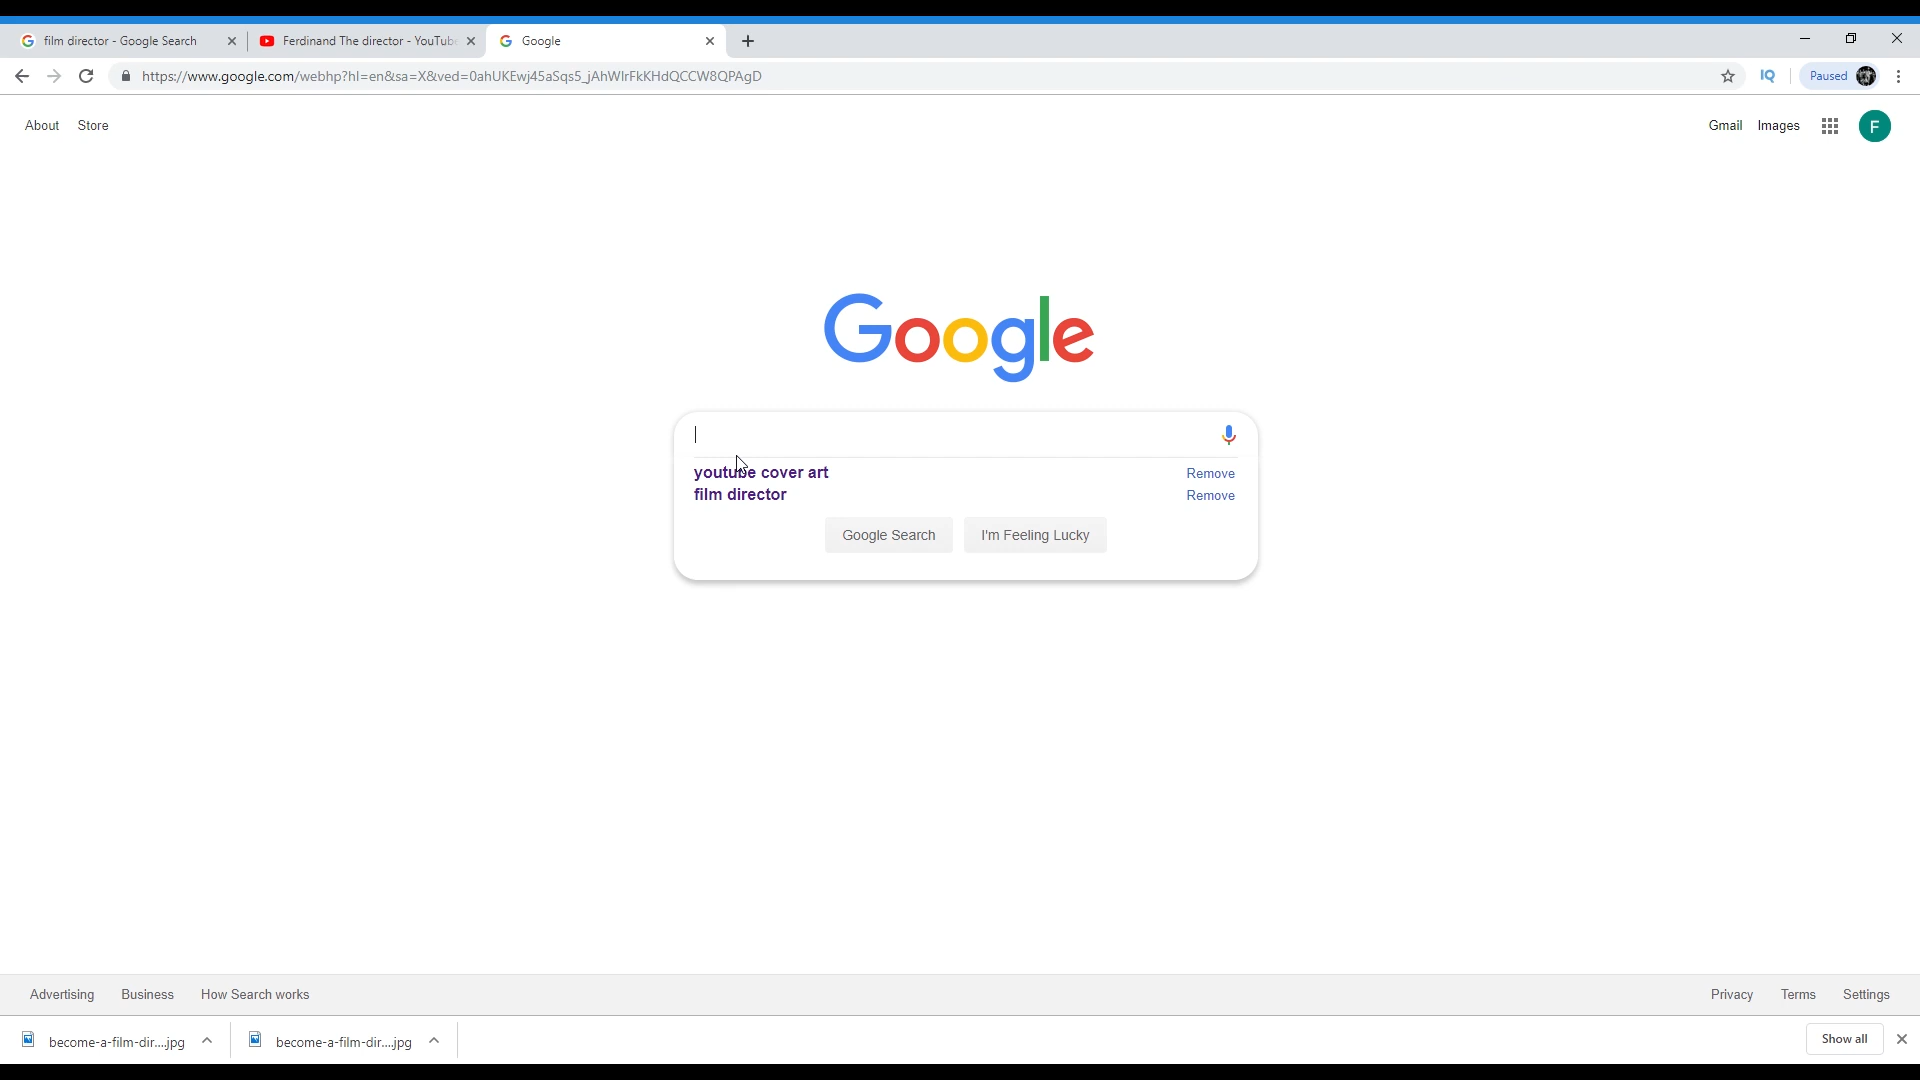 film director - Google Search
Ferdinand The director - YouTube
Google
https://www.google.com/webhp?hl=en&sa=X&ved=0ahUKEwj45aSqs5_jAhWIrFkKHdQCCW8QPAgD
IQ
Paused
About Store
Gmail Images
F
Google
youtube cover art Remove
film director Remove
Google Search I'm Feeling Lucky
Advertising Business How Search works
Privacy Terms Settings
become-a-film-dir....jpg
become-a-film-dir....jpg
Show all